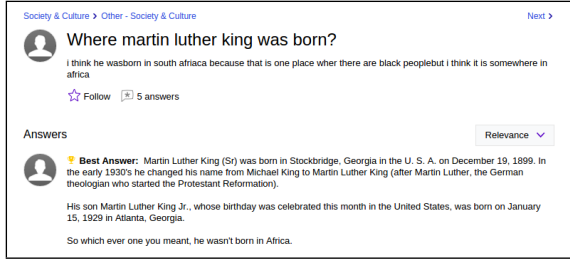 Society & Culture > Other - Society & Culture
Next >
Where martin luther king was born?
i think he wasborn in south afriaca because that is one place wher there are black peoplebut i think it is somewhere in
africa
Follow 5 answers
Answers
Relevance
Best Answer: Martin Luther King (Sr) was born in Stockbridge, Georgia in the U. S. A. on December 19, 1899. In
the early 1930's he changed his name from Michael King to Martin Luther King (after Martin Luther, the German
theologian who started the Protestant Reformation).
His son Martin Luther King Jr., whose birthday was celebrated this month in the United States, was born on January
15, 1929 in Atlanta, Georgia.
So which ever one you meant, he wasn't born in Africa.